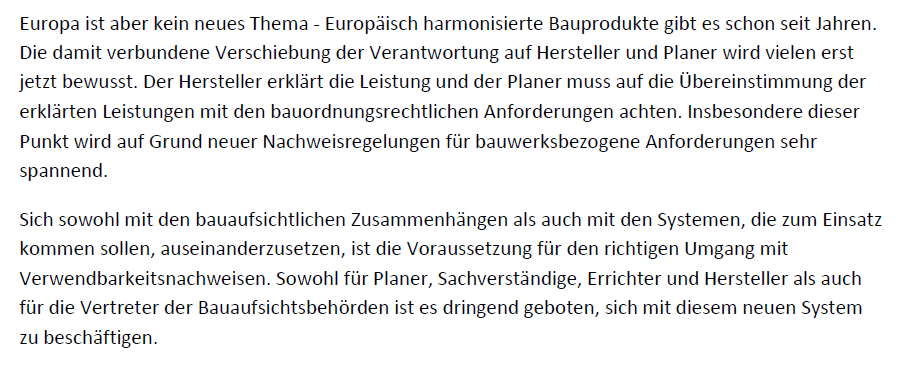 Europa ist aber kein neues Thema - Europäisch harmonisierte Bauprodukte gibt es schon seit Jahren.
Die damit verbundene Verschiebung der Verantwortung auf Hersteller und Planer wird vielen erst
jetzt bewusst. Der Hersteller erklärt die Leistung und der Planer muss auf die Übereinstimmung der
erklärten Leistungen mit den bauordnungsrechtlichen Anforderungen achten. Insbesondere dieser
Punkt wird auf Grund neuer Nachweisregelungen für bauwerksbezogene Anforderungen sehr
spannend.
Sich sowohl mit den bauaufsichtlichen Zusammenhängen als auch mit den Systemen, die zum Einsatz
kommen sollen, auseinanderzusetzen, ist die Voraussetzung für den richtigen Umgang mit
Verwendbarkeitsnachweisen. Sowohl für Planer, Sachverständige, Errichter und Hersteller als auch
für die Vertreter der Bauaufsichtsbehörden ist es dringend geboten, sich mit diesem neuen System
zu beschäftigen.